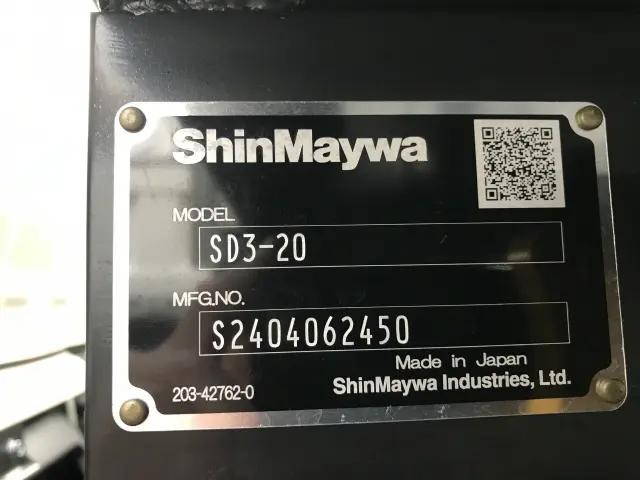 ShinMaywa
MODEL
SD3-20
MFG.NO.
S2404062450
Made in Japan
203-42762-0
ShinMaywa Industries, Ltd.